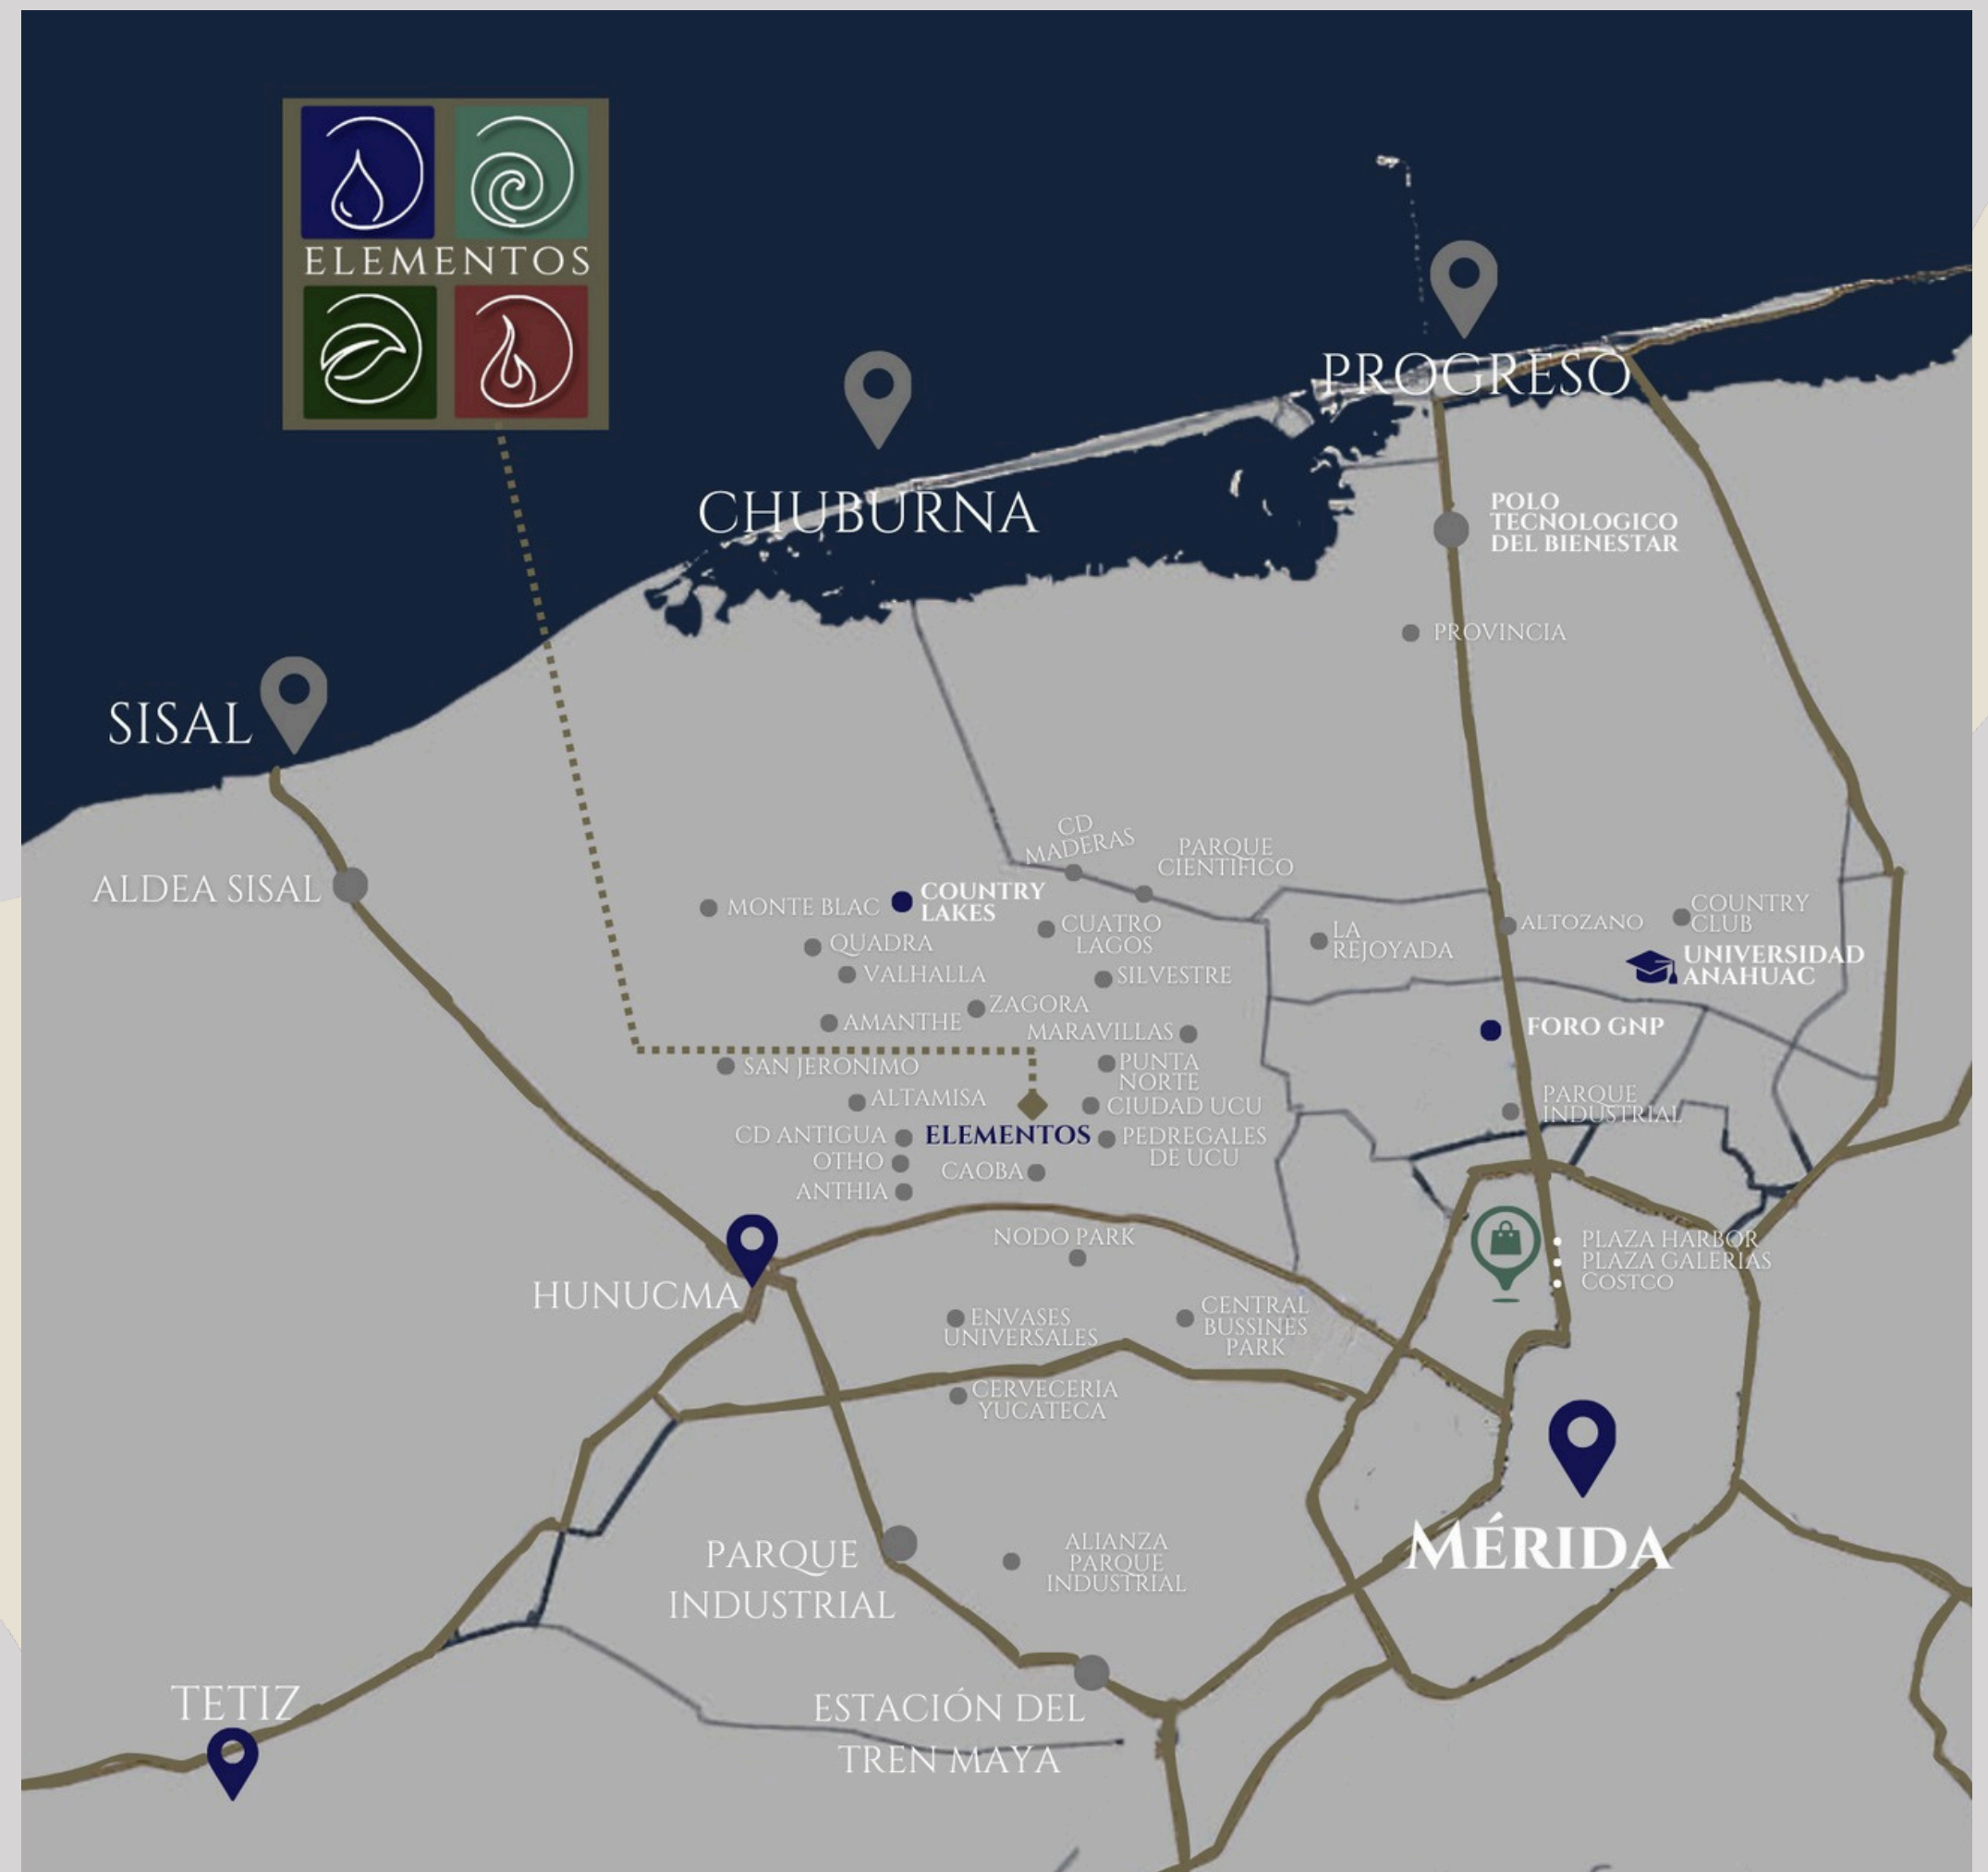 ELEMENTOS
PROGRESO
CHUBURNA
POLO
TECNOLOGICO
DEL BIENESTAR
PROVINCIA
SISAL
ALDEA SISAL
CD
MADERAS
PARQUE
CIENTIFICO
MONTE BLAC
COUNTRY
LAKES
CUATRO
LAGOS
LA
REJOYADA
ALTOZANO
COUNTRY
CLUB
QUADRA
VALHALLA
SILVESTRE
UNIVERSIDAD
ANAHUAC
ZAGORA
AMANTHE
MARAVILLAS
FORO GNP
SAN JERONIMO
PUNTA
NORTE
ALTAMISA
CIUDAD UCU
PARQUE
INDUSTRIAL
CD ANTIGUA
ELEMENTOS
PEDREGALES
DE UCU
OTHO
CAOBA
ANTHIA
NODO PARK
PLAZA HARBOR
PLAZA GALERIAS
COSTCO
HUNUCMA
ENVASES
UNIVERSALES
CENTRAL
BUSSINES
PARK
CERVECERIA
YUCATECA
MÉRIDA
PARQUE
INDUSTRIAL
ALIANZA
PARQUE
INDUSTRIAL
TETIZ
ESTACIÓN DEL
TREN MAYA